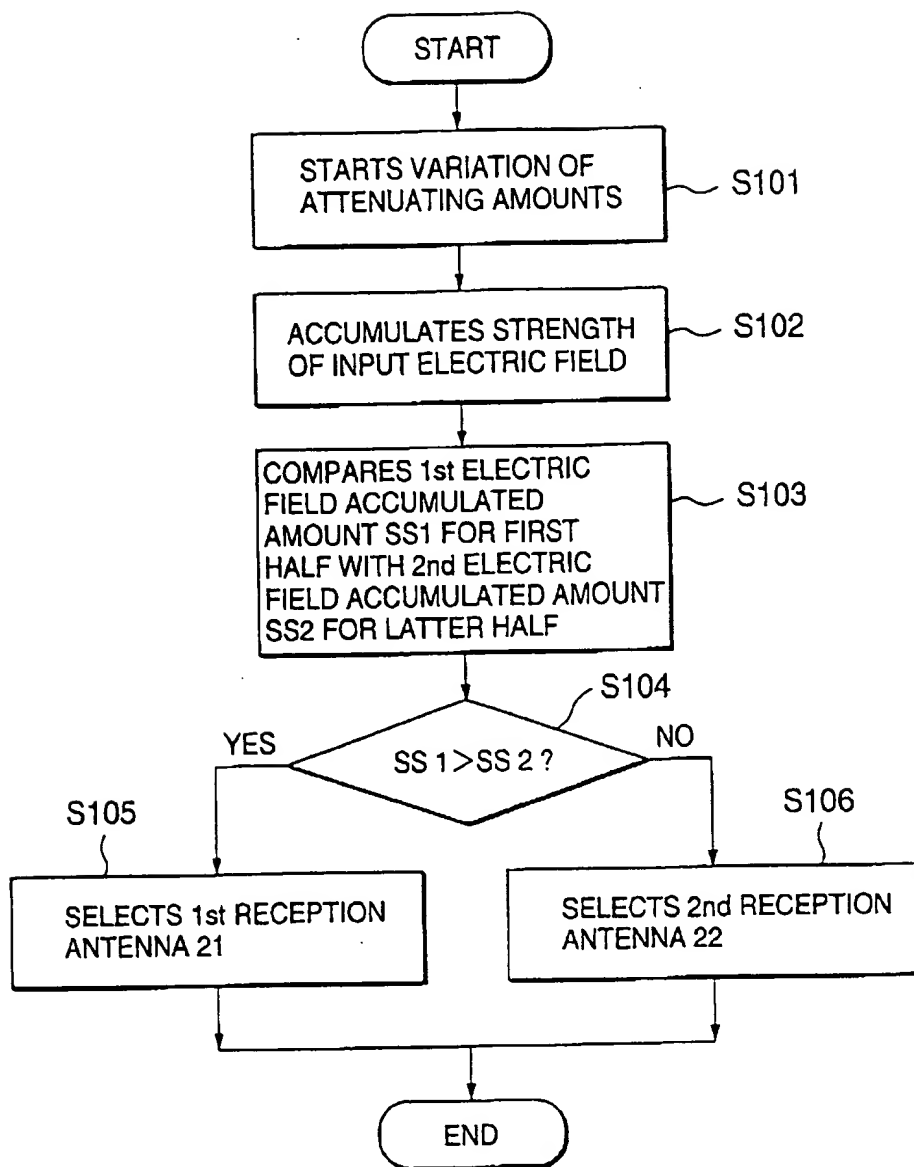 START
STARTS VARIATION OF
ATTENUATING AMOUNTS
S101
ACCUMULATES STRENGTH
OF INPUT ELECTRIC FIELD
S102
COMPARES 1st ELECTRIC
FIELD ACCUMULATED
AMOUNT SS1 FOR FIRST
HALF WITH 2nd ELECTRIC
FIELD ACCUMULATED AMOUNT
SS2 FOR LATTER HALF
S103
S104
SS 1>SS 2 ?
YES
NO
S105
SELECTS 1st RECEPTION
ANTENNA 21
S106
SELECTS 2nd RECEPTION
ANTENNA 22
END